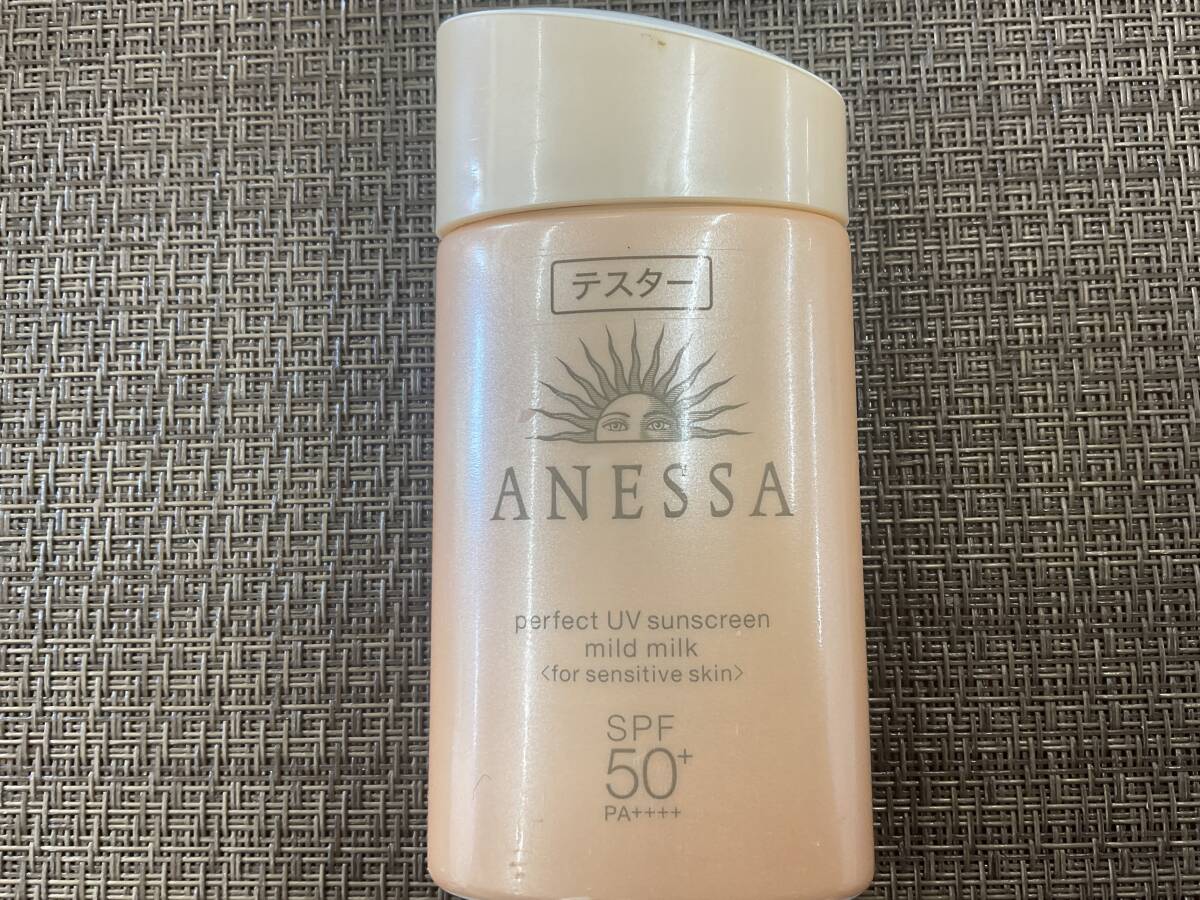 テスター
ANESSA
perfect UV sunscreen
mild milk
<for sensitive skin>
SPF
50+
PA++++